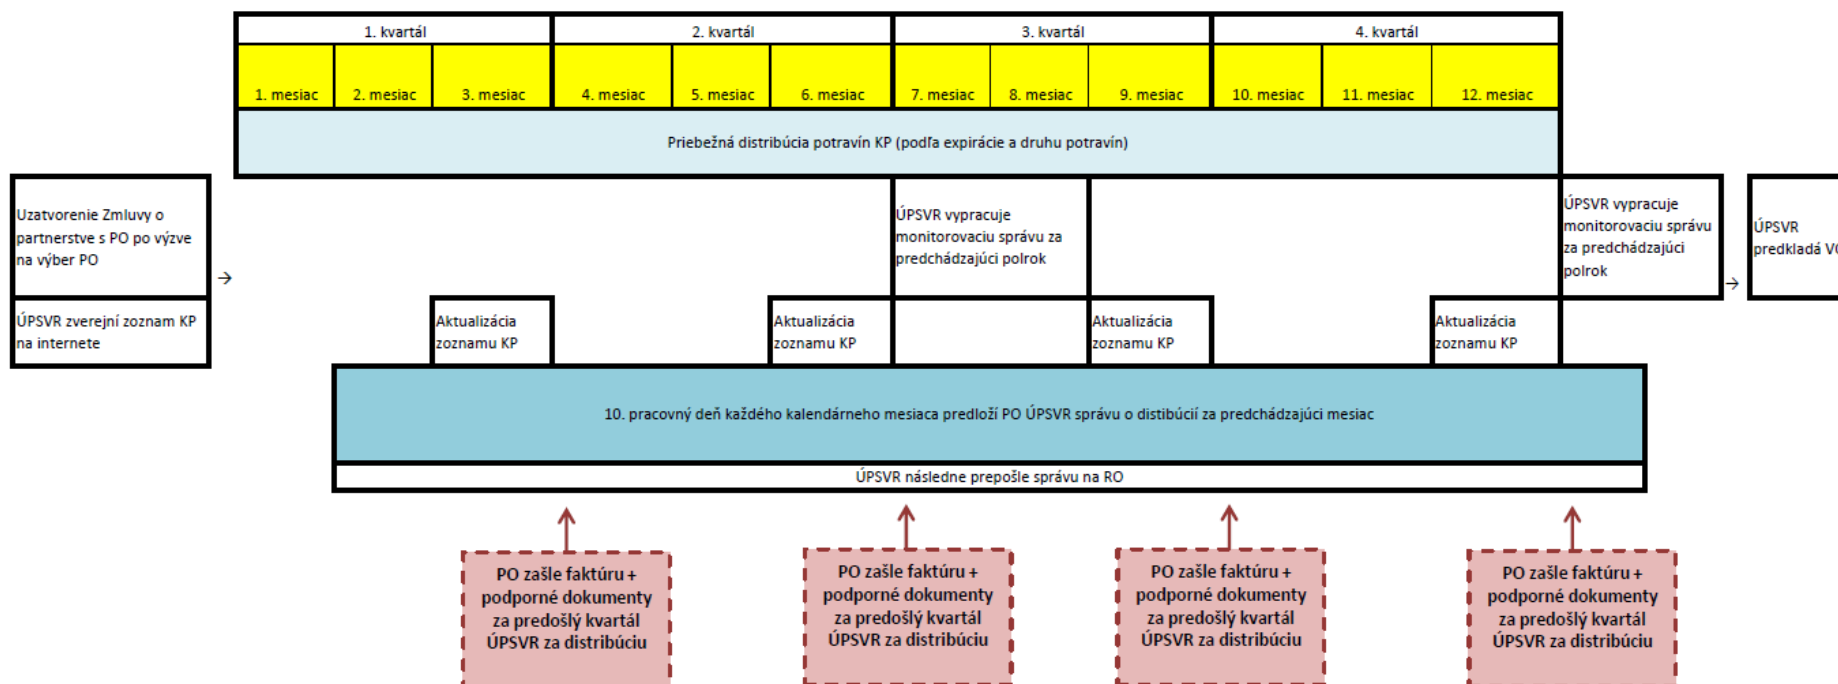 1. kvartál
2. kvartál
3. kvartál
4. kvartál
1. mesiac
2. mesiac
3. mesiac
4. mesiac
5. mesiac
6. mesiac
7. mesiac
8. mesiac
9. mesiac
10. mesiac
11. mesiac
12. mesiac
Priebežná distribúcia potravín KP (podľa expirácie a druhu potravín)
Uzatvorenie Zmluvy o
partnerstve s PO po výzve
na výber PO
→
ÚPSVR zverejní zoznam KP
na internete
ÚPSVR vypracuje
monitorovaciu správu za
predchádzajúci polrok
ÚPSVR vypracuje
monitorovaciu správu
za predchádzajúci
polrok
→
ÚPSVR
predkladá
Aktualizácia
zoznamu KP
Aktualizácia
zoznamu KP
Aktualizácia
zoznamu KP
Aktualizácia
zoznamu KP
10. pracovný deň každého kalendárneho mesiaca predloží PO ÚPSVR správu o distibúcií za predchádzajúci mesiac
ÚPSVR následne prepošle správu na RO
PO zašle faktúru +
podporné dokumenty
za predošlý kvartál
ÚPSVR za distribúciu
PO zašle faktúru +
podporné dokumenty
za predošlý kvartál
ÚPSVR za distribúciu
PO zašle faktúru +
podporné dokumenty
za predošlý kvartál
ÚPSVR za distribúciu
PO zašle faktúru +
podporné dokumenty
za predošlý kvartál
ÚPSVR za distribúciu